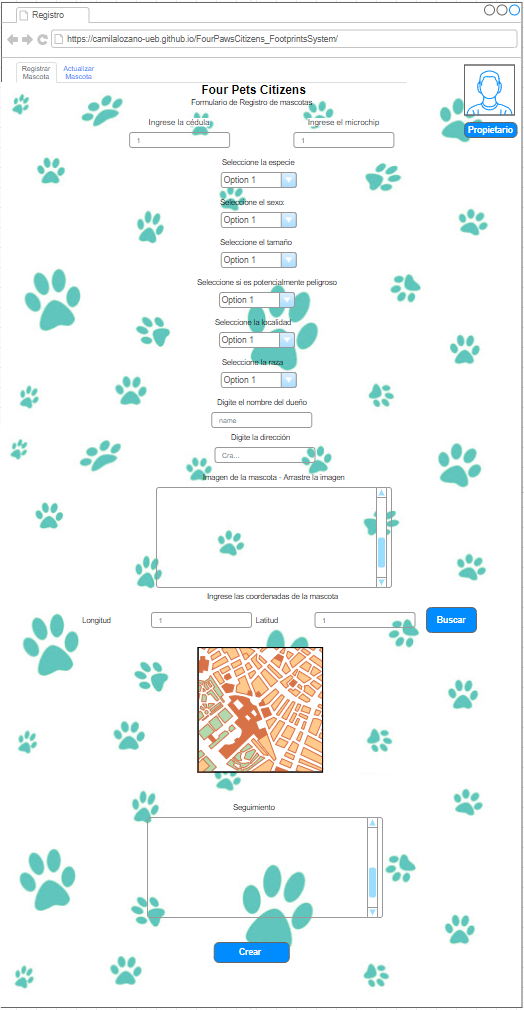 Registro
https://camilalozano-ueb.github.io/FourPawsCitizens_FootprintsSystem/
Registrar Mascota
Actualizar Mascota
Four Pets Citizens
Formulario de Registro de mascotas
Propietario
Ingrese la cédula
Ingrese el microchip
1
1
Seleccione la especie
Option 1
Seleccione el sexo:
Option 1
Seleccione el tamaño
Option 1
Seleccione si es potencialmente peligroso
Option 1
Seleccione la localidad
Option 1
Seleccione la raza
Option 1
Digite el nombre del dueño
name
Digite la dirección
Cra...
Imagen de la mascota - Arrastre la imagen
Ingrese las coordenadas de la mascota
Longitud
1
Latitud
1
Buscar
Seguimiento
Crear